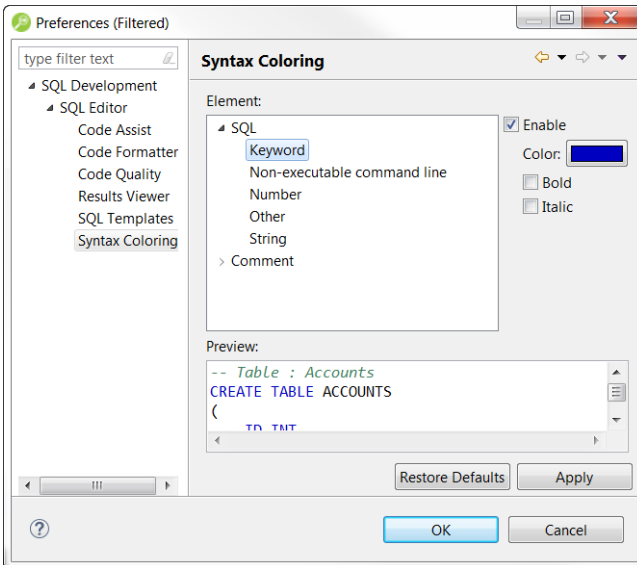 Preferences (Filtered)
type filter text
SQL Development
SQL Editor
Code Assist
Code Formatter
Code Quality
Results Viewer
SQL Templates
Syntax Coloring
Syntax Coloring
Element:
SQL
Keyword
Non-executable command line
Number
Other
String
Comment
Enable
Color:
Bold
Italic
Preview:
-- Table : Accounts
CREATE TABLE ACCOUNTS
(
ID INT
Restore Defaults
Apply
OK
Cancel